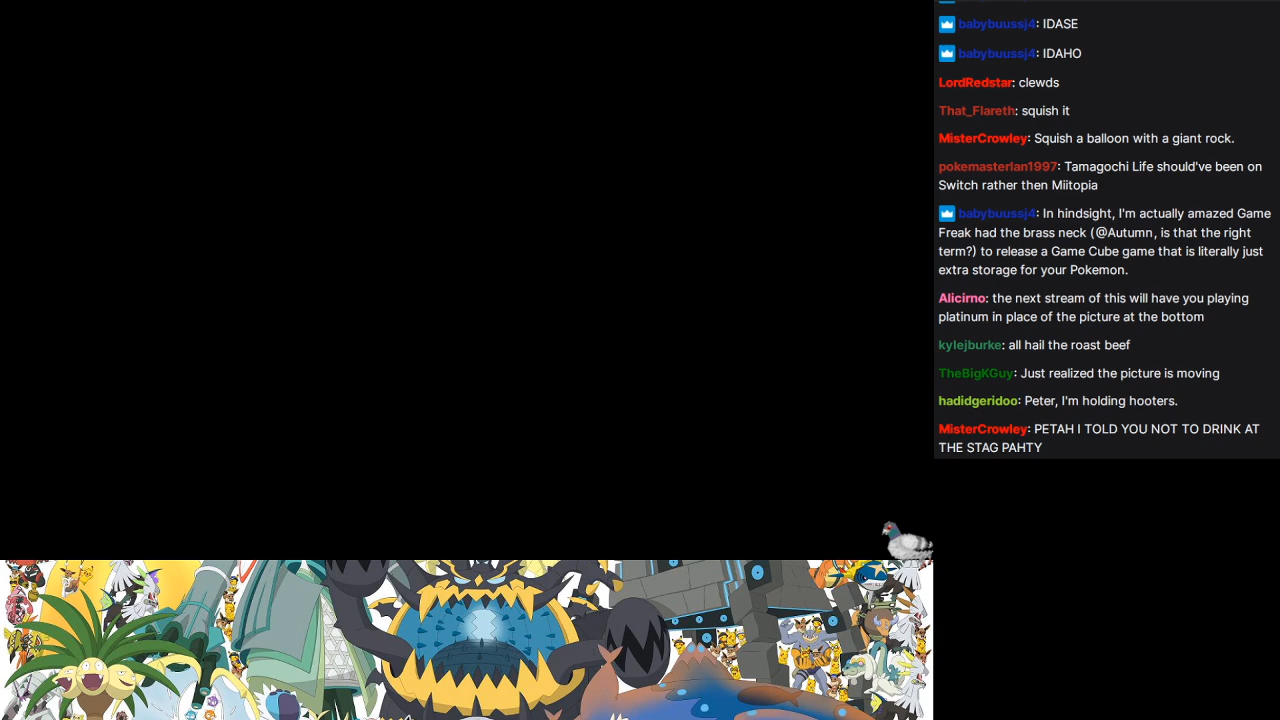 babybuussj4: IDASE
babybuussj4: IDAHO
LordRedstar: clewds
That_Flareth: squish it
MisterCrowley: Squish a balloon with a giant rock.
pokemasterIan1997: Tamagochi Life should've been on
Switch rather then Miitopia
babybuussj4: In hindsight, I'm actually amazed Game
Freak had the brass neck (@Autumn, is that the right
term?) to release a Game Cube game that is literally just
extra storage for your Pokemon.
Alicirno: the next stream of this will have you playing
platinum in place of the picture at the bottom
kylejburke: all hail the roast beef
TheBigKGuy: Just realized the picture is moving
hadidgeridoo: Peter, I'm holding hooters.
MisterCrowley: PETAH I TOLD YOU NOT TO DRINK AT
THE STAG PAHTY